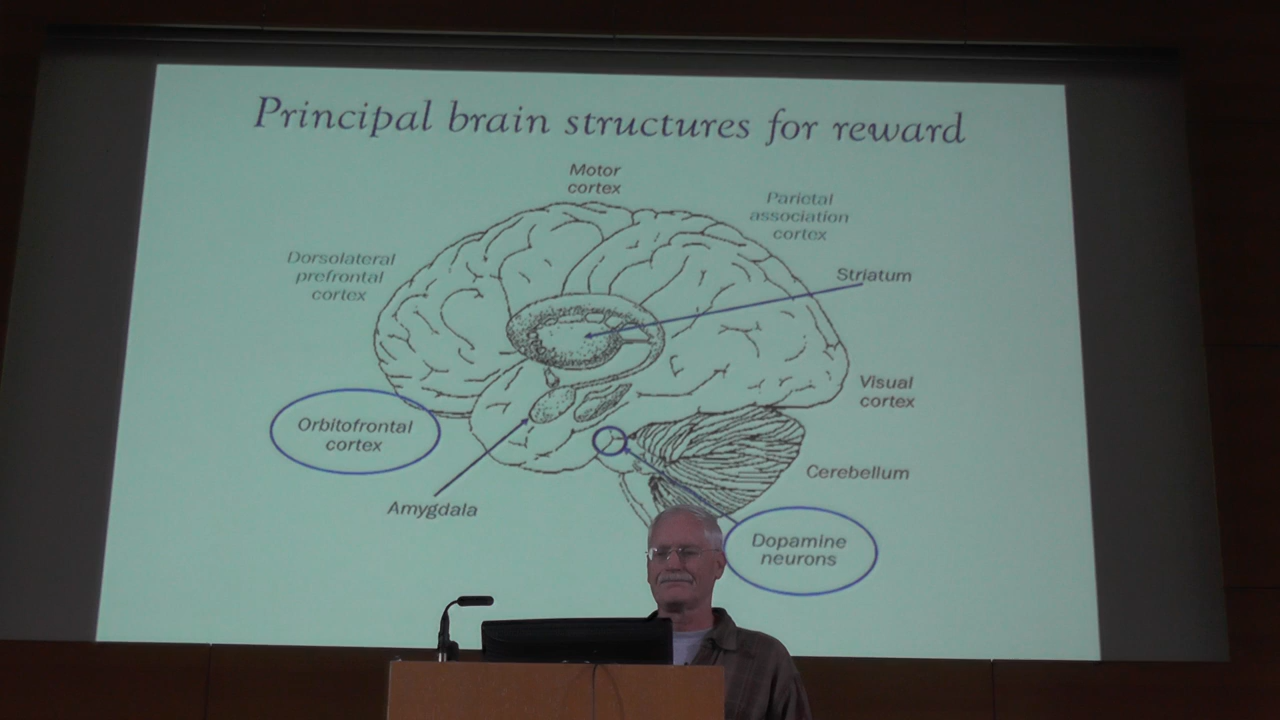 Principal brain structures for reward
Motor
cortex
Parietal
association
cortex
Dorsolateral
prefrontal
cortex
Striatum
Visual
cortex
Orbitofrontal
cortex
Cerebellum
Amygdala
Dopamine
neurons